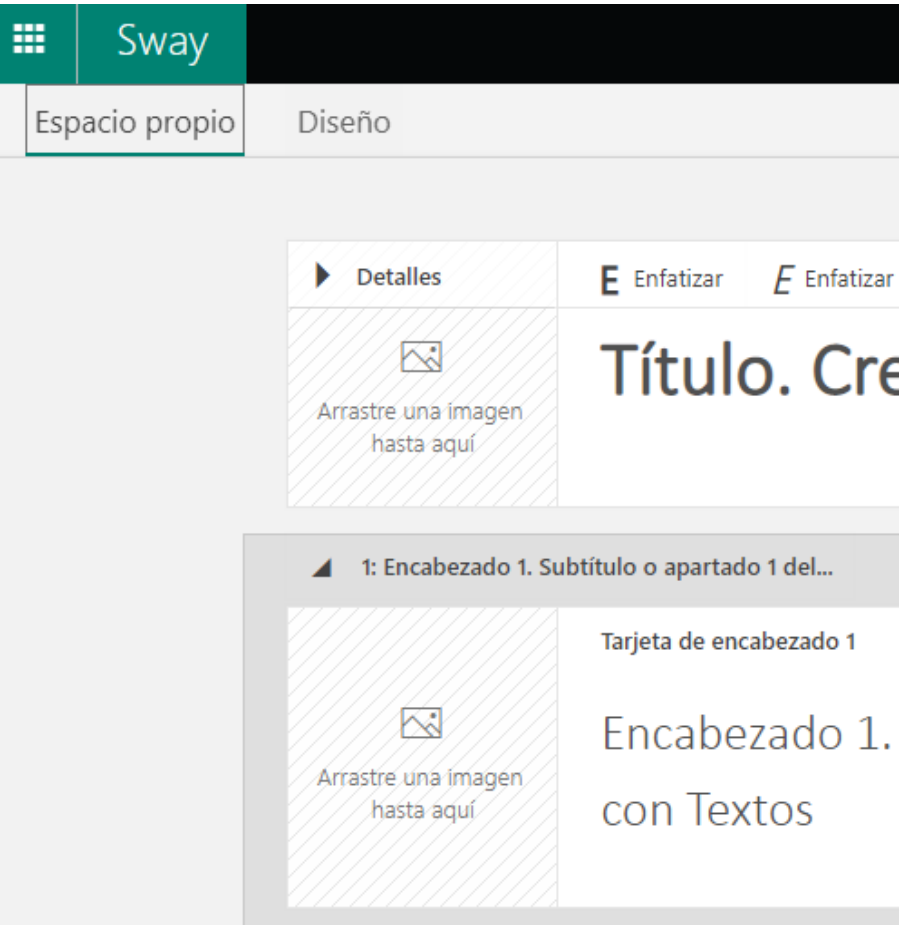 Sway
Espacio propio Diseño
Detalles
E Enfatizar E Enfatizar
Arrastre una imagen
hasta aquí
Título. Cre
1: Encabezado 1. Subtítulo o apartado 1 del...
Tarjeta de encabezado 1
Arrastre una imagen
hasta aquí
Encabezado 1.
con Textos